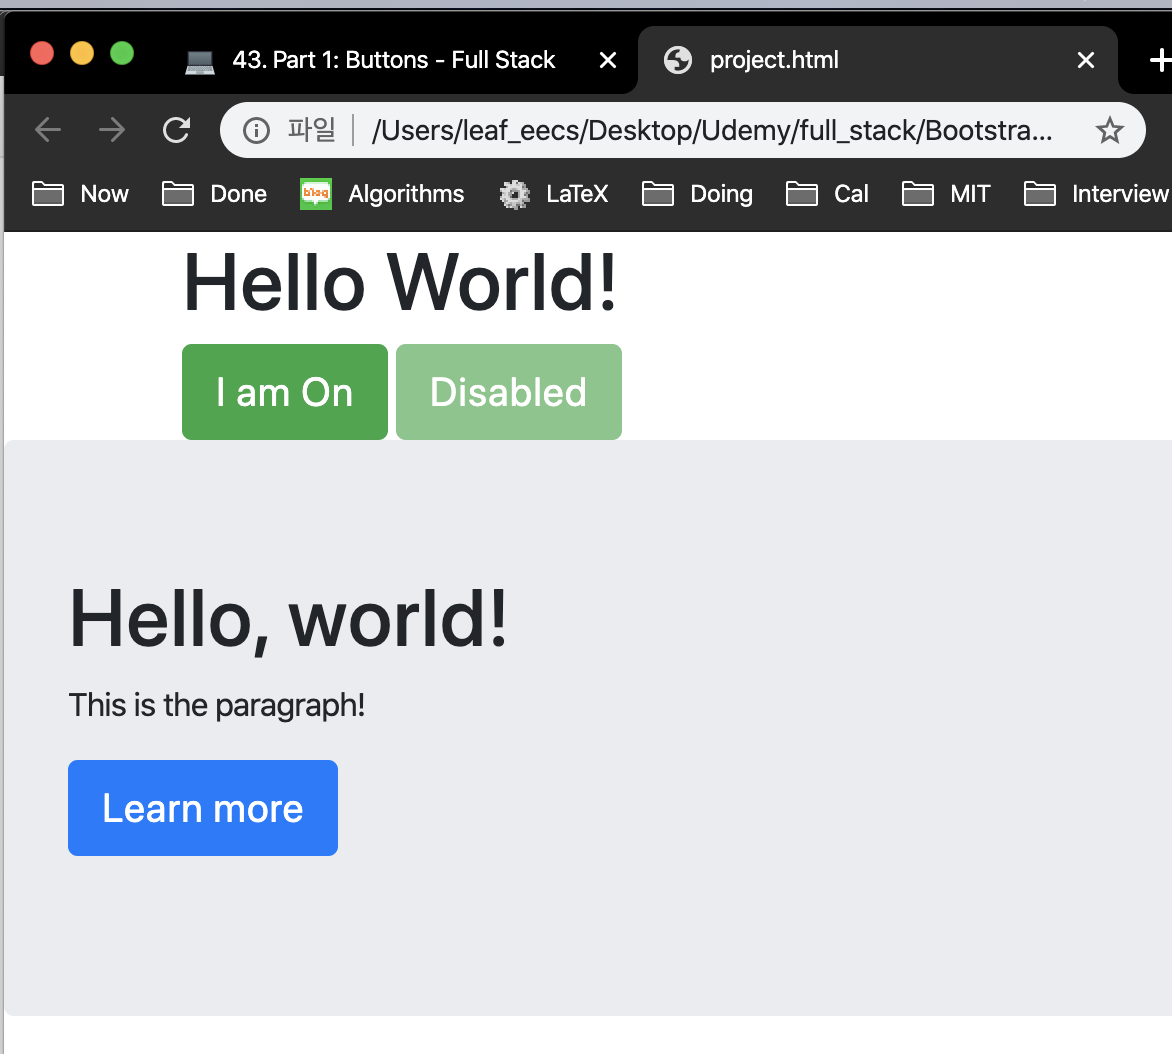 43. Part 1: Buttons - Full Stack
project.html
파일 /Users/leaf_eecs/Desktop/Udemy/full_stack/Bootstra...
Now Done blog Algorithms LaTeX Doing Cal MIT Interview
Hello World!
I am On Disabled
Hello, world!
This is the paragraph!
Learn more